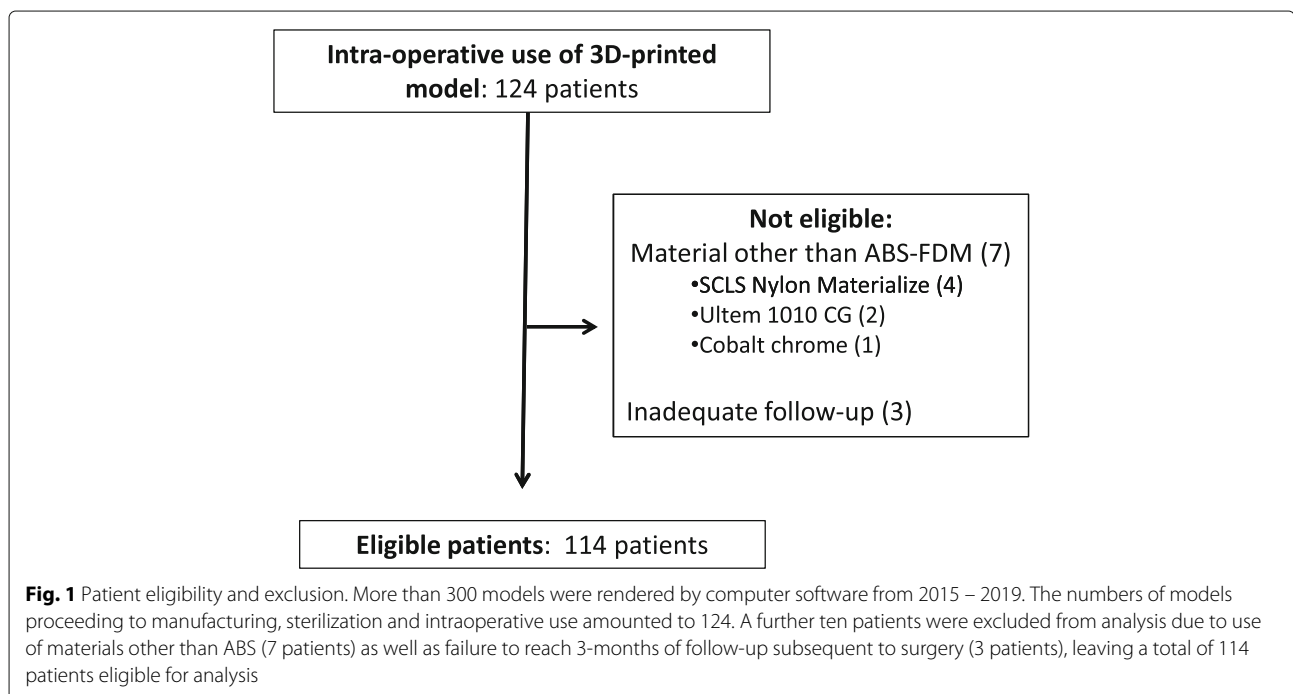 Intra-operative use of 3D-printed
model: 124 patients
Not eligible:
Material other than ABS-FDM (7)
•SCLS Nylon Materialize (4)
•Ultem 1010 CG (2)
•Cobalt chrome (1)
Inadequate follow-up (3)
Eligible patients: 114 patients
Fig. 1 Patient eligibility and exclusion. More than 300 models were rendered by computer software from 2015 – 2019. The numbers of models
proceeding to manufacturing, sterilization and intraoperative use amounted to 124. A further ten patients were excluded from analysis due to use
of materials other than ABS (7 patients) as well as failure to reach 3-months of follow-up subsequent to surgery (3 patients), leaving a total of 114
patients eligible for analysis